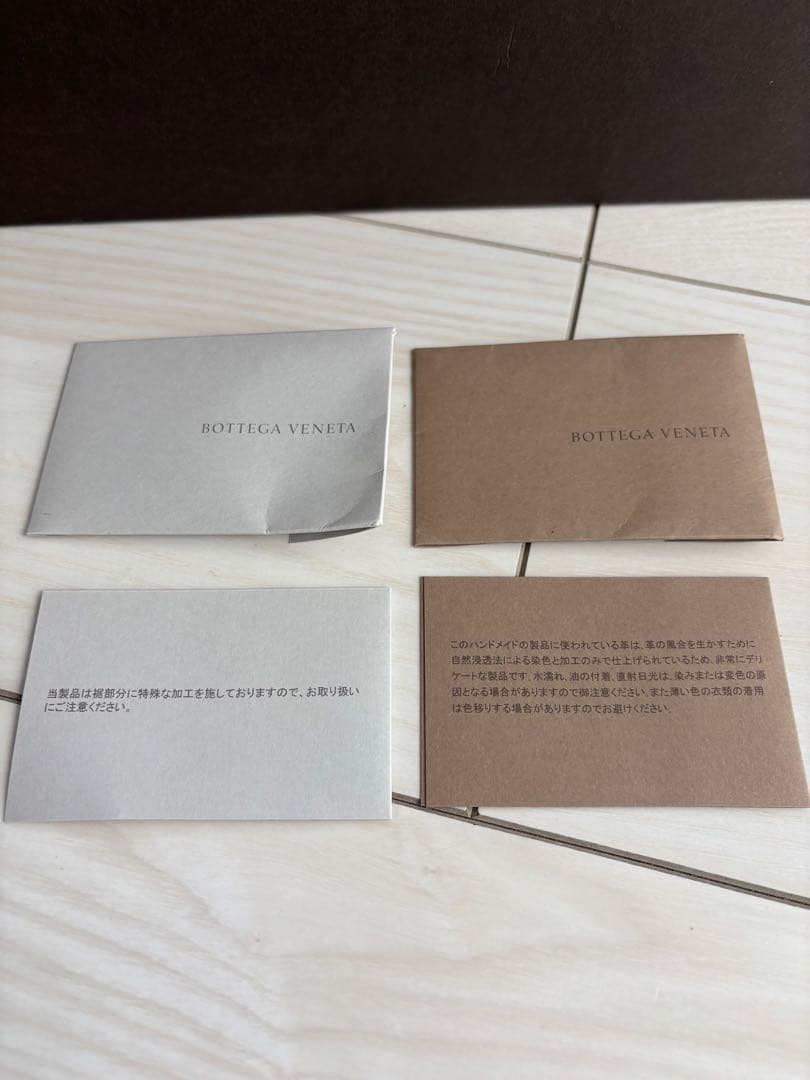 BOTTEGA VENETA
BOTTEGA VENETA
当製品は裾部分に特殊な加工を施しておりますので、お取り扱い
にご注意ください。
このハンドメイドの製品に使われている革は、革の風合を生かすために
自然浸透法による染色と加工のみで仕上げられているため、非常にデリ
ケートな製品です。水濡れ、油の付着、直射日光は、染みまたは変色の原
因となる場合がありますので御注意ください。また薄い色の衣類の着用
は色移りする場合がありますのでお避けください。